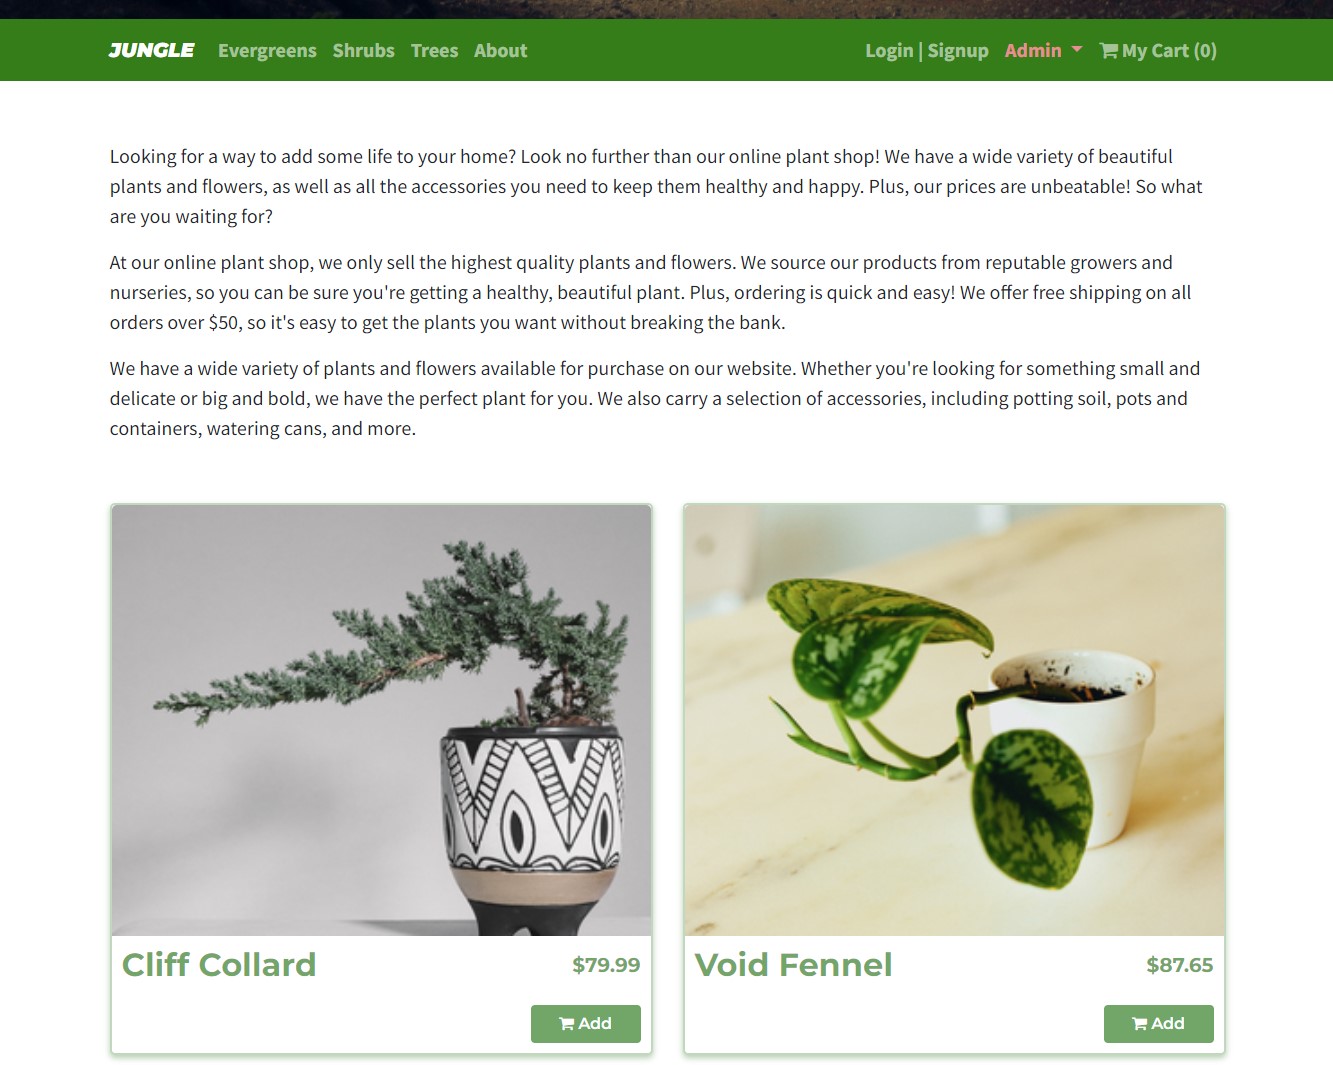 JUNGLE Evergreens Shrubs Trees About Login | Signup Admin My Cart (0)
Looking for a way to add some life to your home? Look no further than our online plant shop! We have a wide variety of beautiful
plants and flowers, as well as all the accessories you need to keep them healthy and happy. Plus, our prices are unbeatable! So what
are you waiting for?
At our online plant shop, we only sell the highest quality plants and flowers. We source our products from reputable growers and
nurseries, so you can be sure you're getting a healthy, beautiful plant. Plus, ordering is quick and easy! We offer free shipping on all
orders over $50, so it's easy to get the plants you want without breaking the bank.
We have a wide variety of plants and flowers available for purchase on our website. Whether you're looking for something small and
delicate or big and bold, we have the perfect plant for you. We also carry a selection of accessories, including potting soil, pots and
containers, watering cans, and more.
Cliff Collard $79.99
Add
Void Fennel $87.65
Add